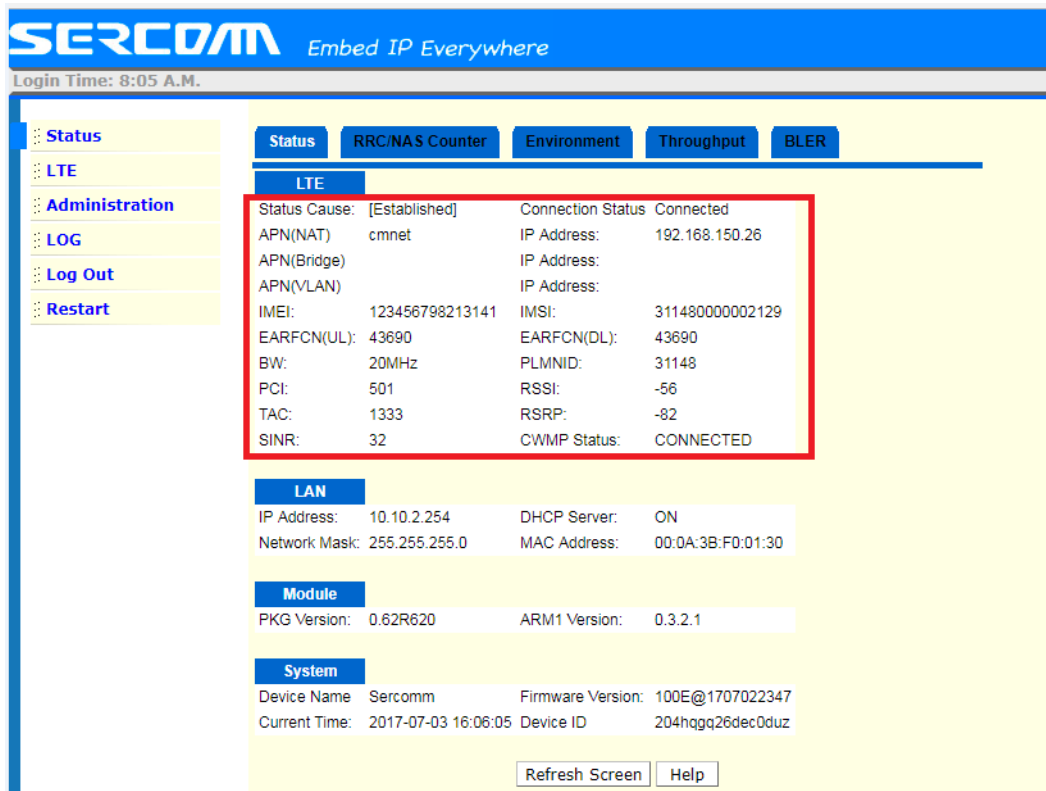 SERCOMM Embed IP Everywhere
Login Time: 8:05 A.M.
Status
LTE
Administration
LOG
Log Out
Restart
Status RRC/NAS Counter Environment Throughput BLER
LTE
Status Cause: [Established] Connection Status Connected
APN(NAT) cmnet IP Address: 192.168.150.26
APN(Bridge) IP Address:
APN(VLAN) IP Address:
IMEI: 123456798213141 IMSI: 311480000002129
EARFCN(UL): 43690 EARFCN(DL): 43690
BW: 20MHz PLMNID: 31148
PCI: 501 RSSI: -56
TAC: 1333 RSRP: -82
SINR: 32 CWMP Status: CONNECTED
LAN
IP Address: 10.10.2.254 DHCP Server: ON
Network Mask: 255.255.255.0 MAC Address: 00:0A:3B:F0:01:30
Module
PKG Version: 0.62R620 ARM1 Version: 0.3.2.1
System
Device Name Sercomm Firmware Version: 100E@1707022347
Current Time: 2017-07-03 16:06:05 Device ID 204hqgq26dec0duz
Refresh Screen Help